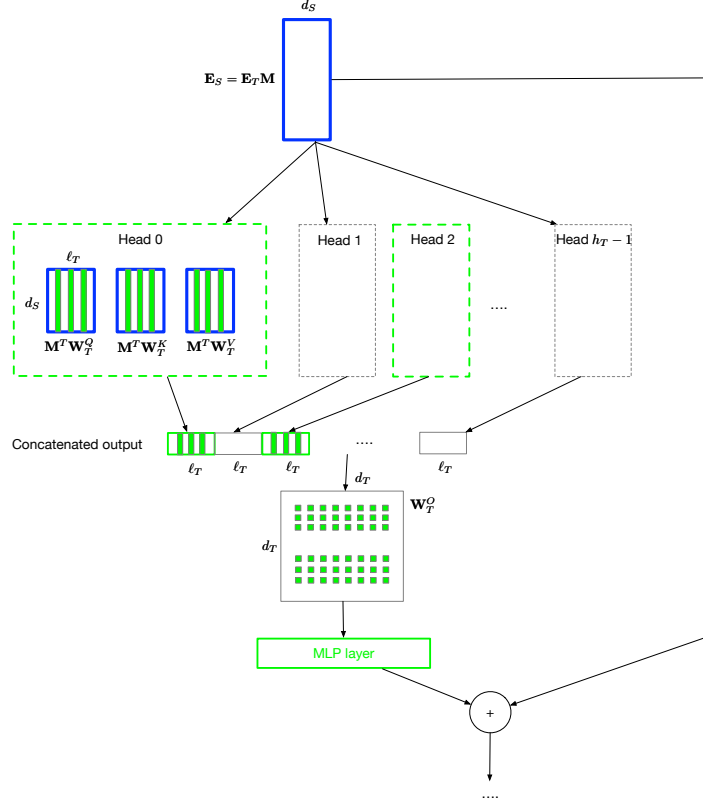 d_S
E_S = E_T M
Head 0
Head 1
Head 2
Head h_T − 1
ℓ_T
d_S
....
M^T W_T^Q
M^T W_T^K
M^T W_T^V
Concatenated output
....
ℓ_T
ℓ_T
ℓ_T
ℓ_T
d_T
W_T^O
d_T
MLP layer
+
....